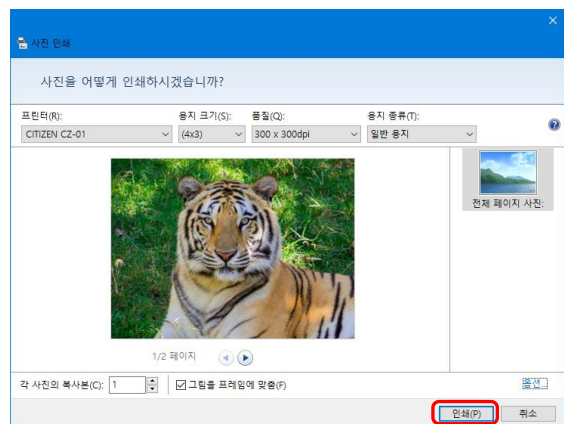 사진 인쇄
사진을 어떻게 인쇄하시겠습니까?
프린터(R): 용지 크기(S): 품질(Q): 용지 종류(T):
CITIZEN CZ-01 (4x3) 300 x 300dpi 일반 용지
전체 페이지 사진:
1/2 페이지
각 사진의 복사본(C): 1 그림을 프레임에 맞춤(F) 옵션...
인쇄(P) 취소